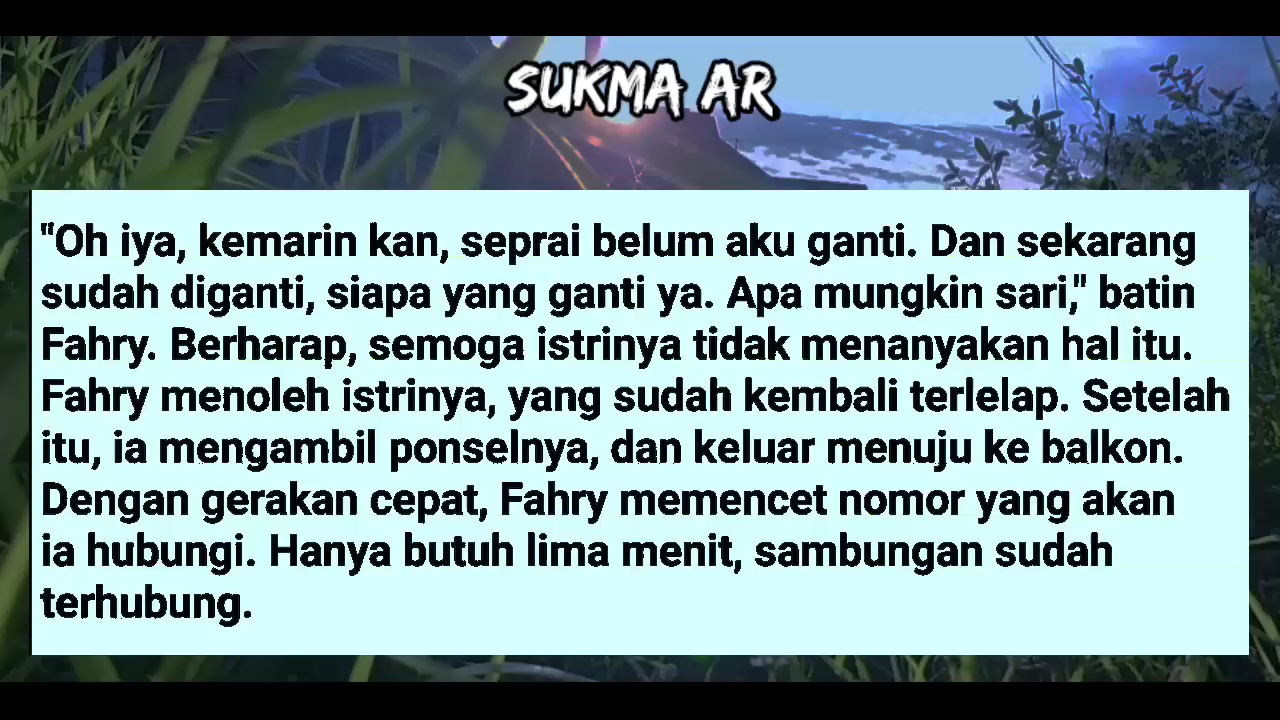 SUKMA AR
"Oh iya, kemarin kan, seprai belum aku ganti. Dan sekarang
sudah diganti, siapa yang ganti ya. Apa mungkin sari," batin
Fahry. Berharap, semoga istrinya tidak menanyakan hal itu.
Fahry menoleh istrinya, yang sudah kembali terlelap. Setelah
itu, ia mengambil ponselnya, dan keluar menuju ke balkon.
Dengan gerakan cepat, Fahry memencet nomor yang akan
ia hubungi. Hanya butuh lima menit, sambungan sudah
terhubung.